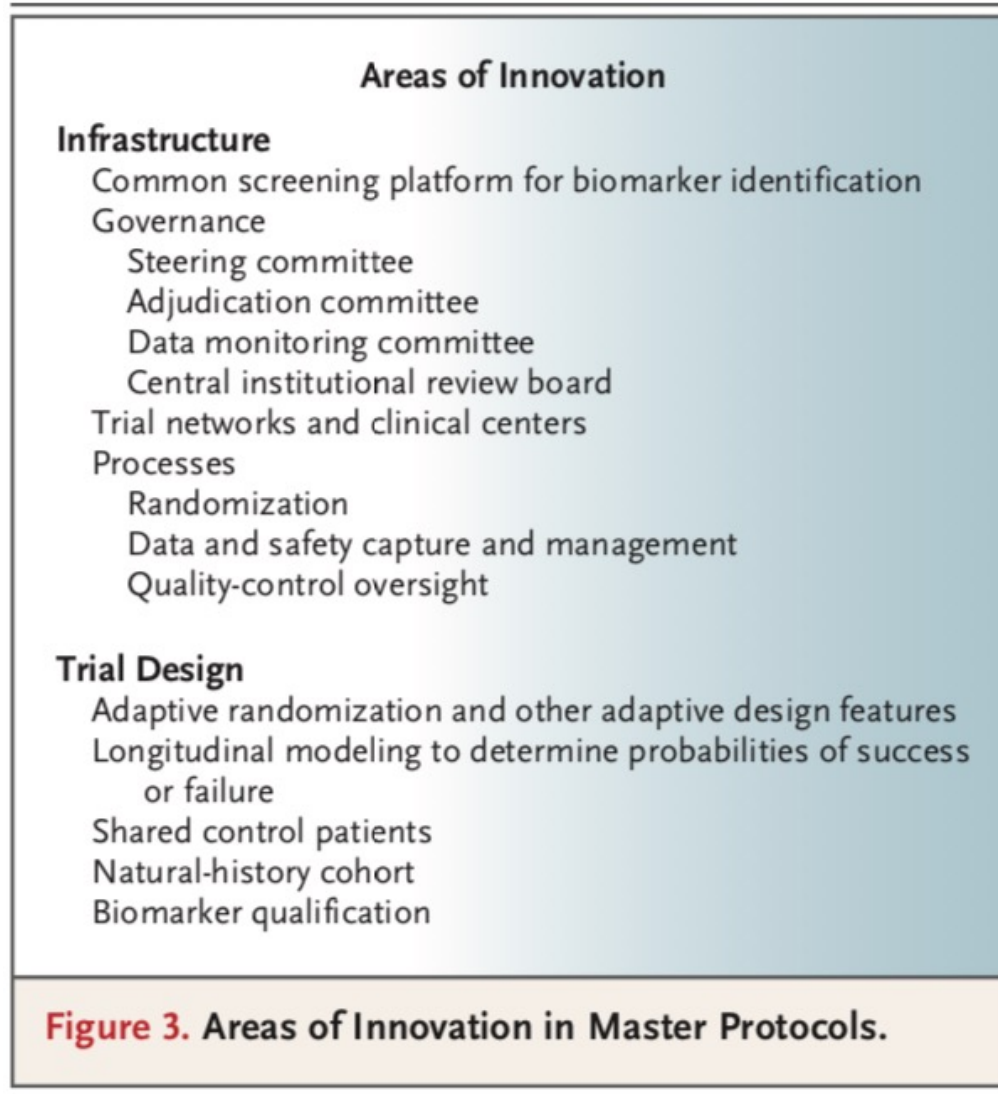 Areas of Innovation
Infrastructure
Common screening platform for biomarker identification
Governance
Steering committee
Adjudication committee
Data monitoring committee
Central institutional review board
Trial networks and clinical centers
Processes
Randomization
Data and safety capture and management
Quality-control oversight
Trial Design
Adaptive randomization and other adaptive design features
Longitudinal modeling to determine probabilities of success
or failure
Shared control patients
Natural-history cohort
Biomarker qualification
Figure 3. Areas of Innovation in Master Protocols.